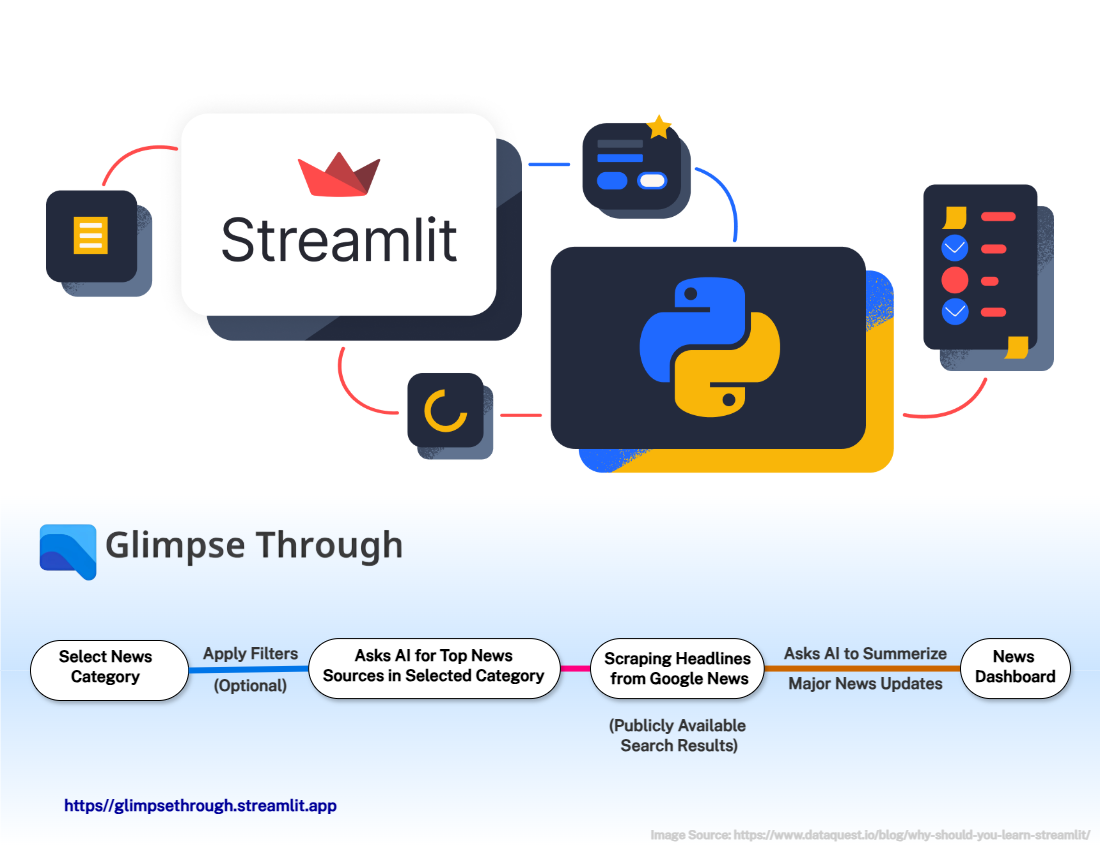 Streamlit
Glimpse Through
Select News
Category
Apply Filters
(Optional)
Asks AI for Top News
Sources in Selected Category
Scraping Headlines
from Google News
(Publicly Available
Search Results)
Asks AI to Summerize
Major News Updates
News
Dashboard
https//glimpsethrough.streamlit.app
Image Source: https://www.dataquest.io/blog/why-should-you-learn-streamlit/